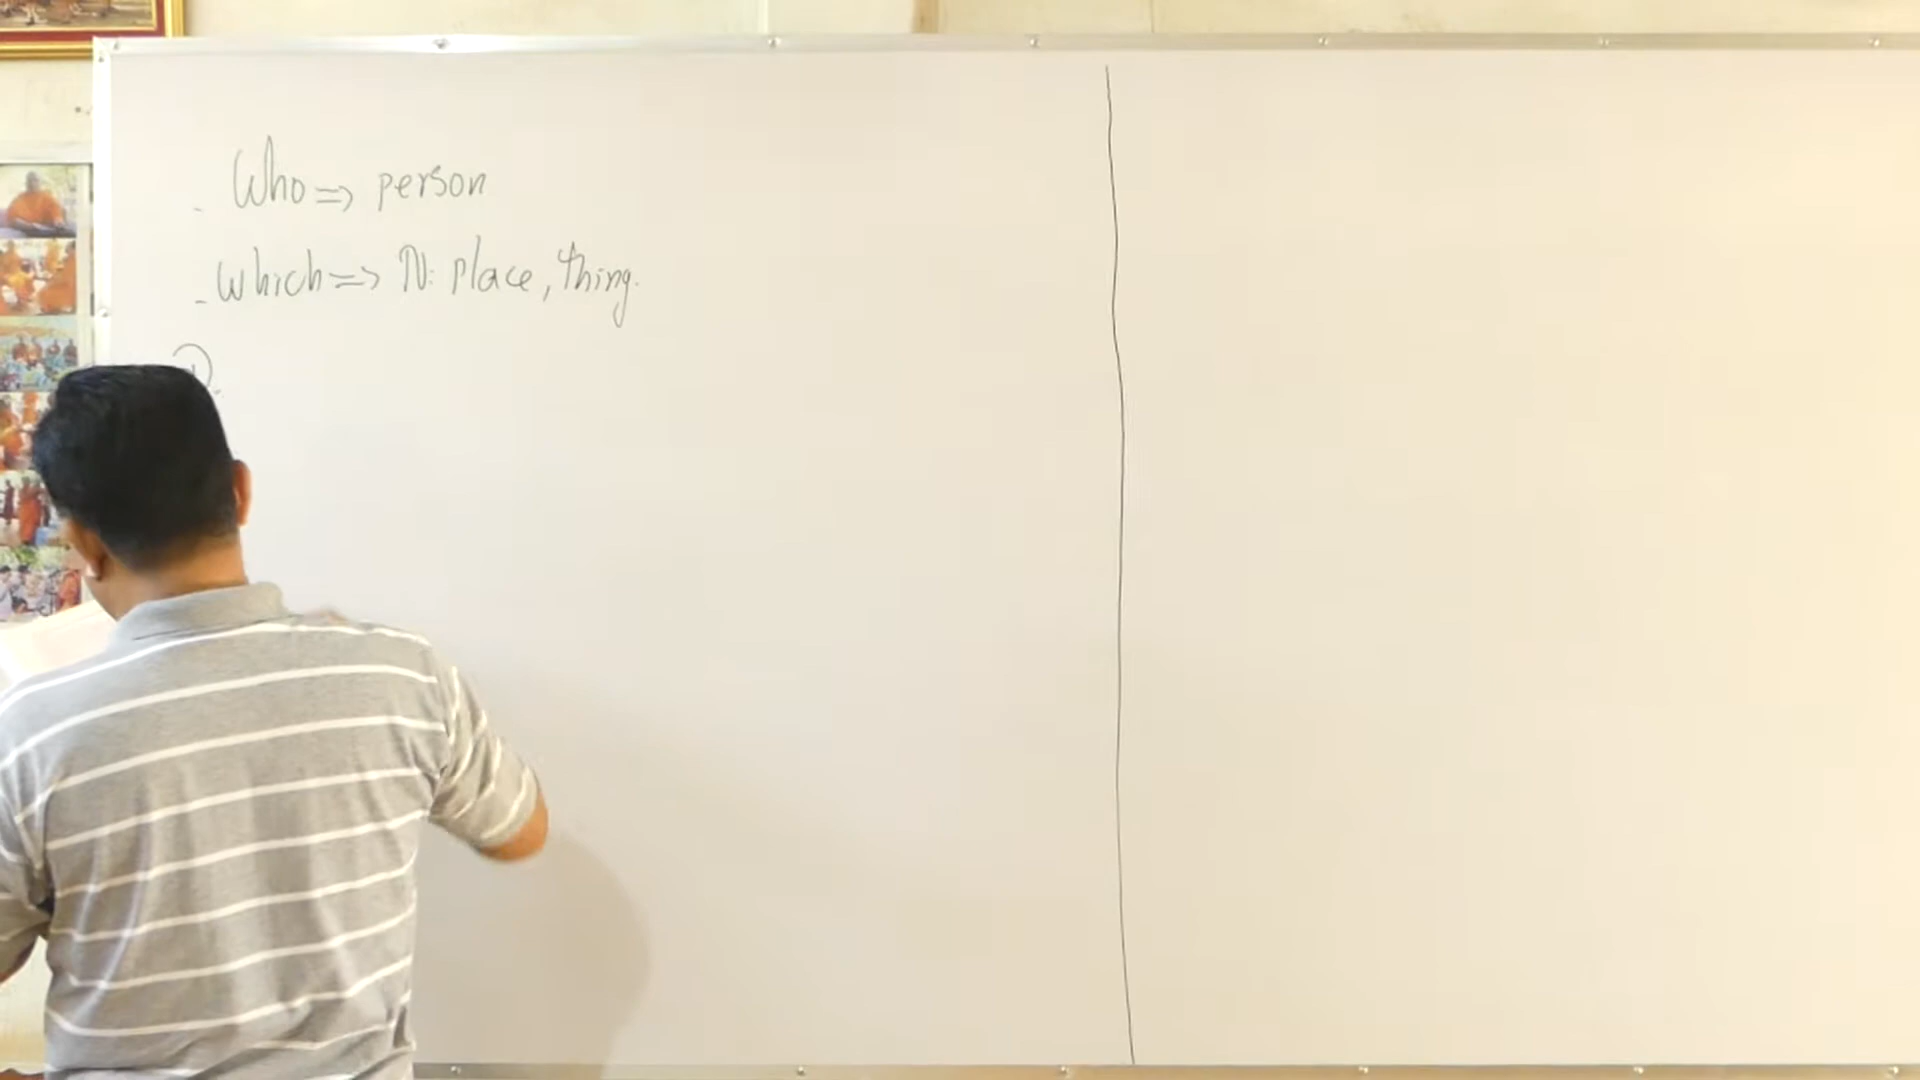 - Who => person
- which => N: place, thing.